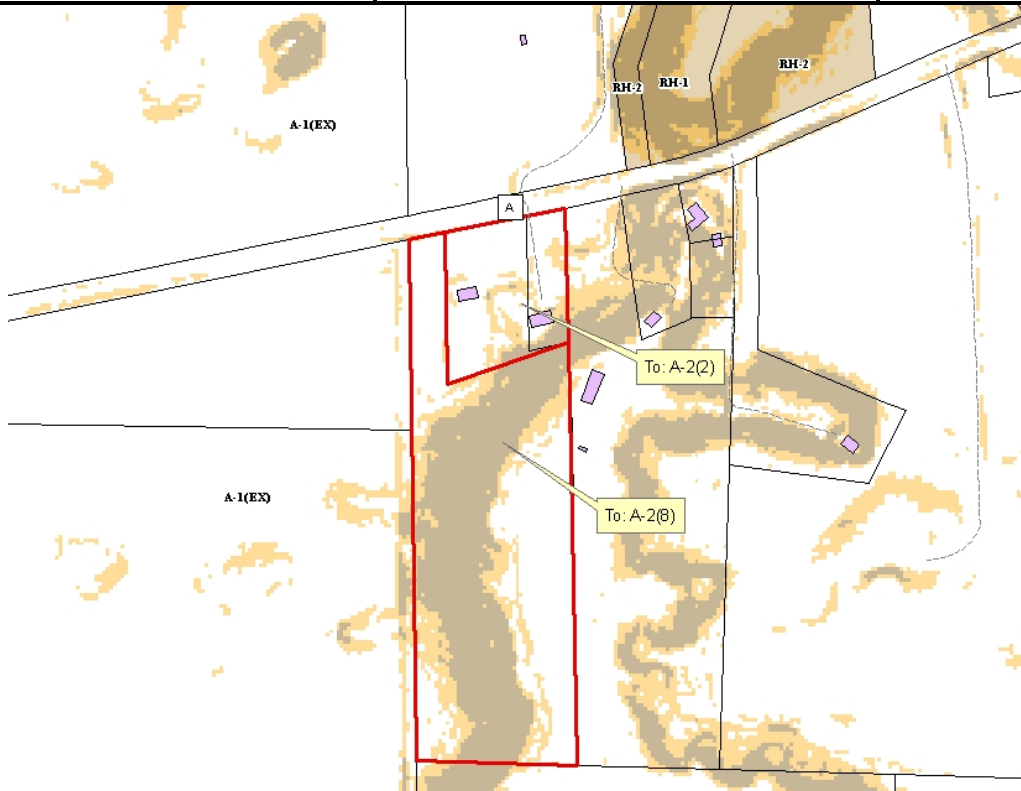 RH-2
RH-2
RH-1
A-1(EX)
A
To: A-2(2)
A-1(EX)
To: A-2(8)